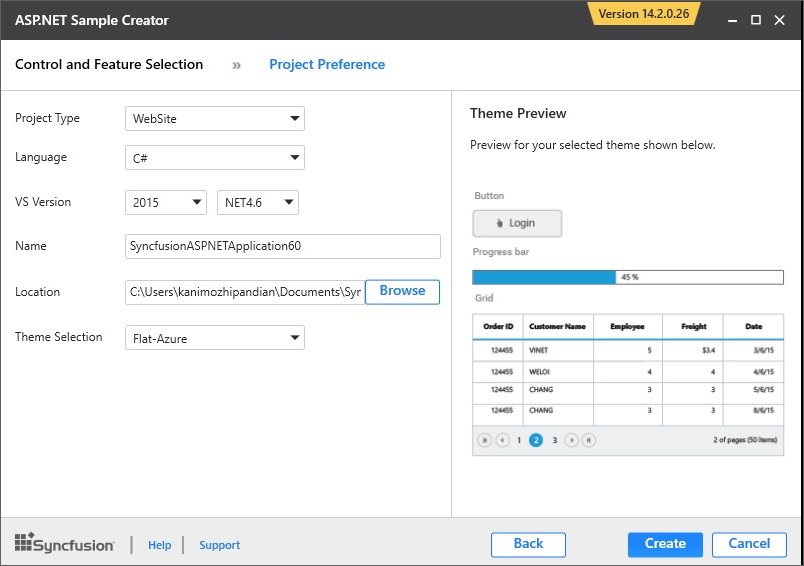 ASP.NET Sample Creator
Version 14.2.0.26
Control and Feature Selection » Project Preference
Project Type WebSite
Language C#
VS Version 2015 NET4.6
Name SyncfusionASPNETApplication60
Location C:\Users\kanimozhipandian\Documents\Syn Browse
Theme Selection Flat-Azure
Theme Preview
Preview for your selected theme shown below.
Button
Login
Progress bar
45 %
Grid
Order ID Customer Name Employee Freight Date
124455 VINET 5 $3.4 3/6/15
124455 WELOI 4 4 4/6/15
124455 CHANG 3 3 5/6/15
124455 CHANG 3 3 8/6/15
1 2 3 2 of pages (50 items)
Syncfusion Help Support Back Create Cancel